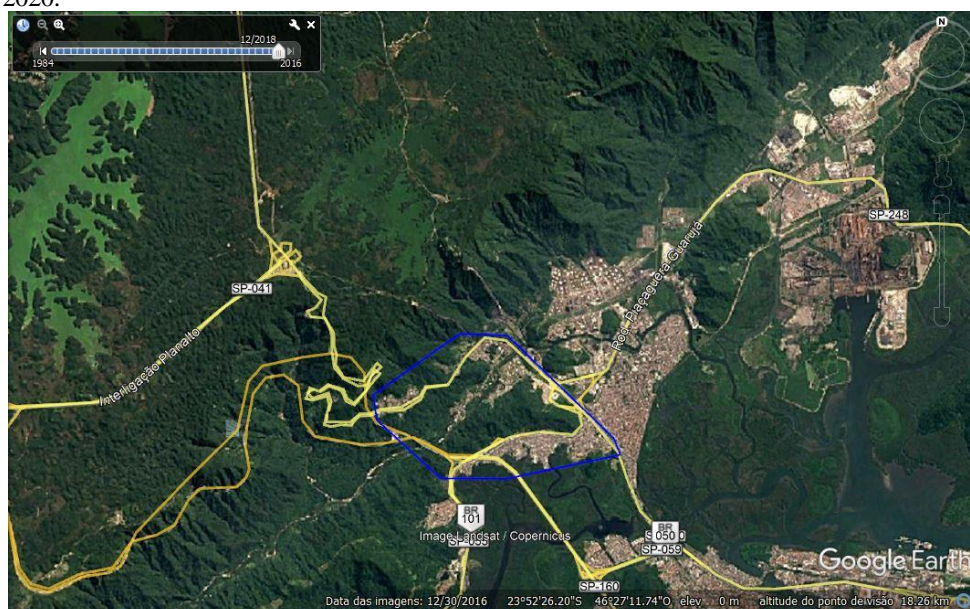 2020.
12/2018
1984
2016
N
SP-041
Interligação Planalto
Rod. Piaçaguera-Guarujá
SP-248
BR
101
SP-055
Image Landsat / Copernicus
BR
SP-059
SP-160
Google Earth
Data das imagens: 12/30/2016 23°52'26.20"S 46°27'11.74"O elev. 0 m altitude do ponto de visão 18.26 km